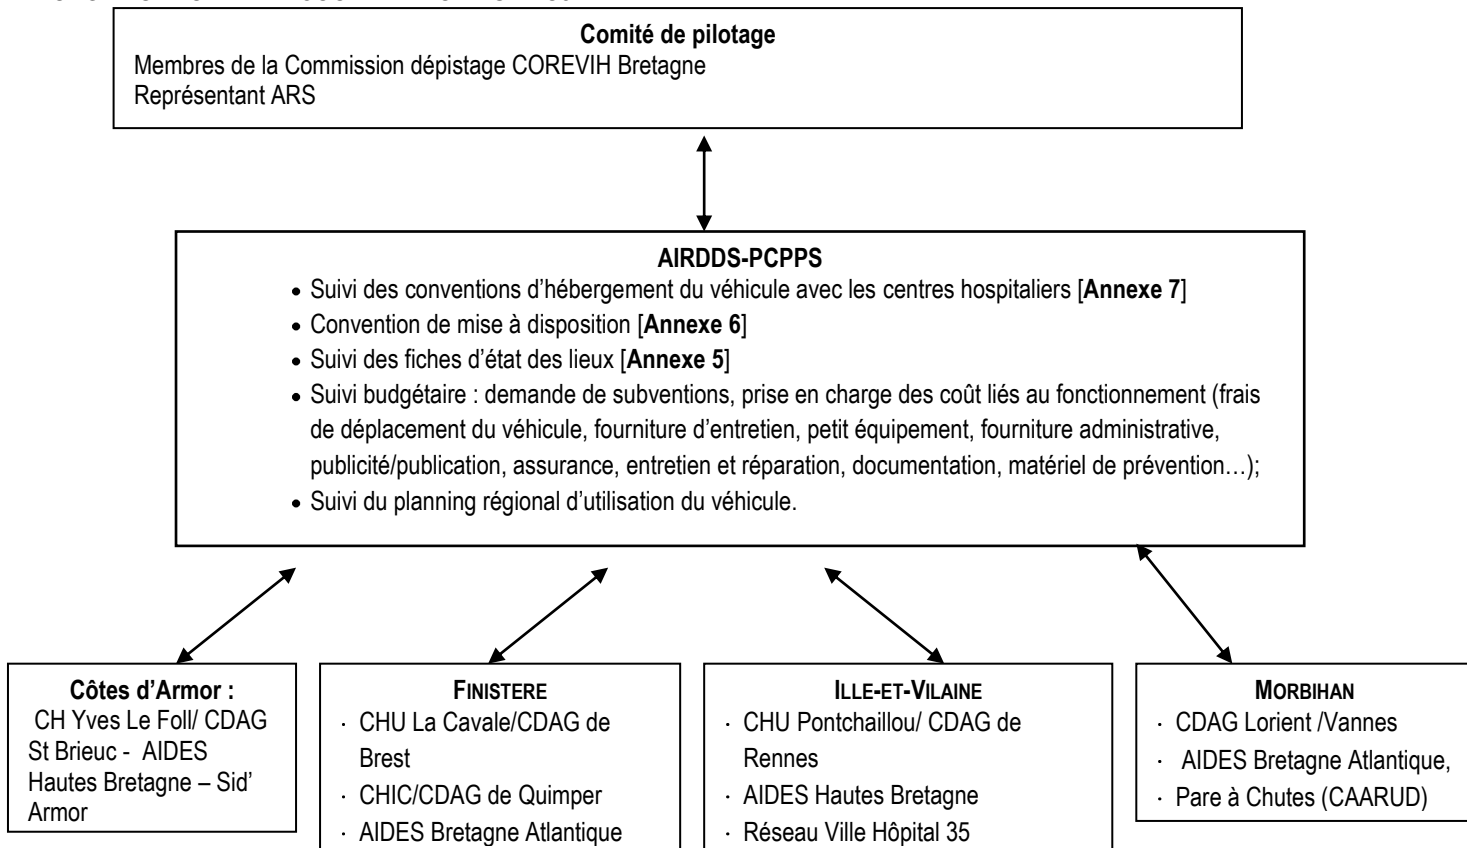 Comité de pilotage
Membres de la Commission dépistage COREVIH Bretagne
Représentant ARS
AIRDDS-PCPPS
• Suivi des conventions d'hébergement du véhicule avec les centres hospitaliers [Annexe 7]
• Convention de mise à disposition [Annexe 6]
• Suivi des fiches d'état des lieux [Annexe 5]
• Suivi budgétaire : demande de subventions, prise en charge des coût liés au fonctionnement (frais
de déplacement du véhicule, fourniture d'entretien, petit équipement, fourniture administrative,
publicité/publication, assurance, entretien et réparation, documentation, matériel de prévention…);
• Suivi du planning régional d'utilisation du véhicule.
Côtes d'Armor :
CH Yves Le Foll/ CDAG
St Brieuc - AIDES
Hautes Bretagne – Sid'
Armor
FINISTERE
· CHU La Cavale/CDAG de
Brest
· CHIC/CDAG de Quimper
· AIDES Bretagne Atlantique
ILLE-ET-VILAINE
· CHU Pontchaillou/ CDAG de
Rennes
· AIDES Hautes Bretagne
· Réseau Ville Hôpital 35
MORBIHAN
· CDAG Lorient /Vannes
· AIDES Bretagne Atlantique,
· Pare à Chutes (CAARUD)